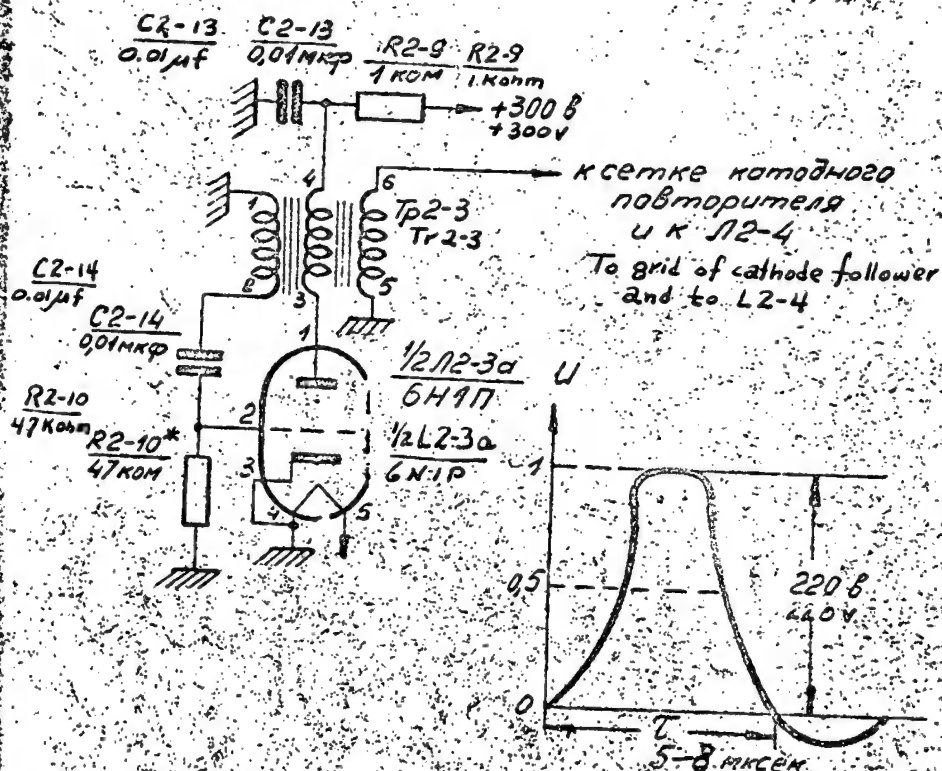 C2-13
0.01µf
C2-13
0,01мкф
R2-9
1 ком
R2-9
1. Kohm
+300 в
+300v
4
6
к сетке катодного
повторителя
и к Л2-4
To grid of cathode follower
and to L2-4
1
Тр2-3
Tr 2-3
2
3
5
C2-14
0.01µf
C2-14
0,01мкф
1
½Л2-3а
6Н1П
½L2-3a
6N1P
R2-10
47 Kohm
R2-10*
47 ком
2
3
4
5
U
1
0,5
220 в
220 v
0
τ
5-8 мксек